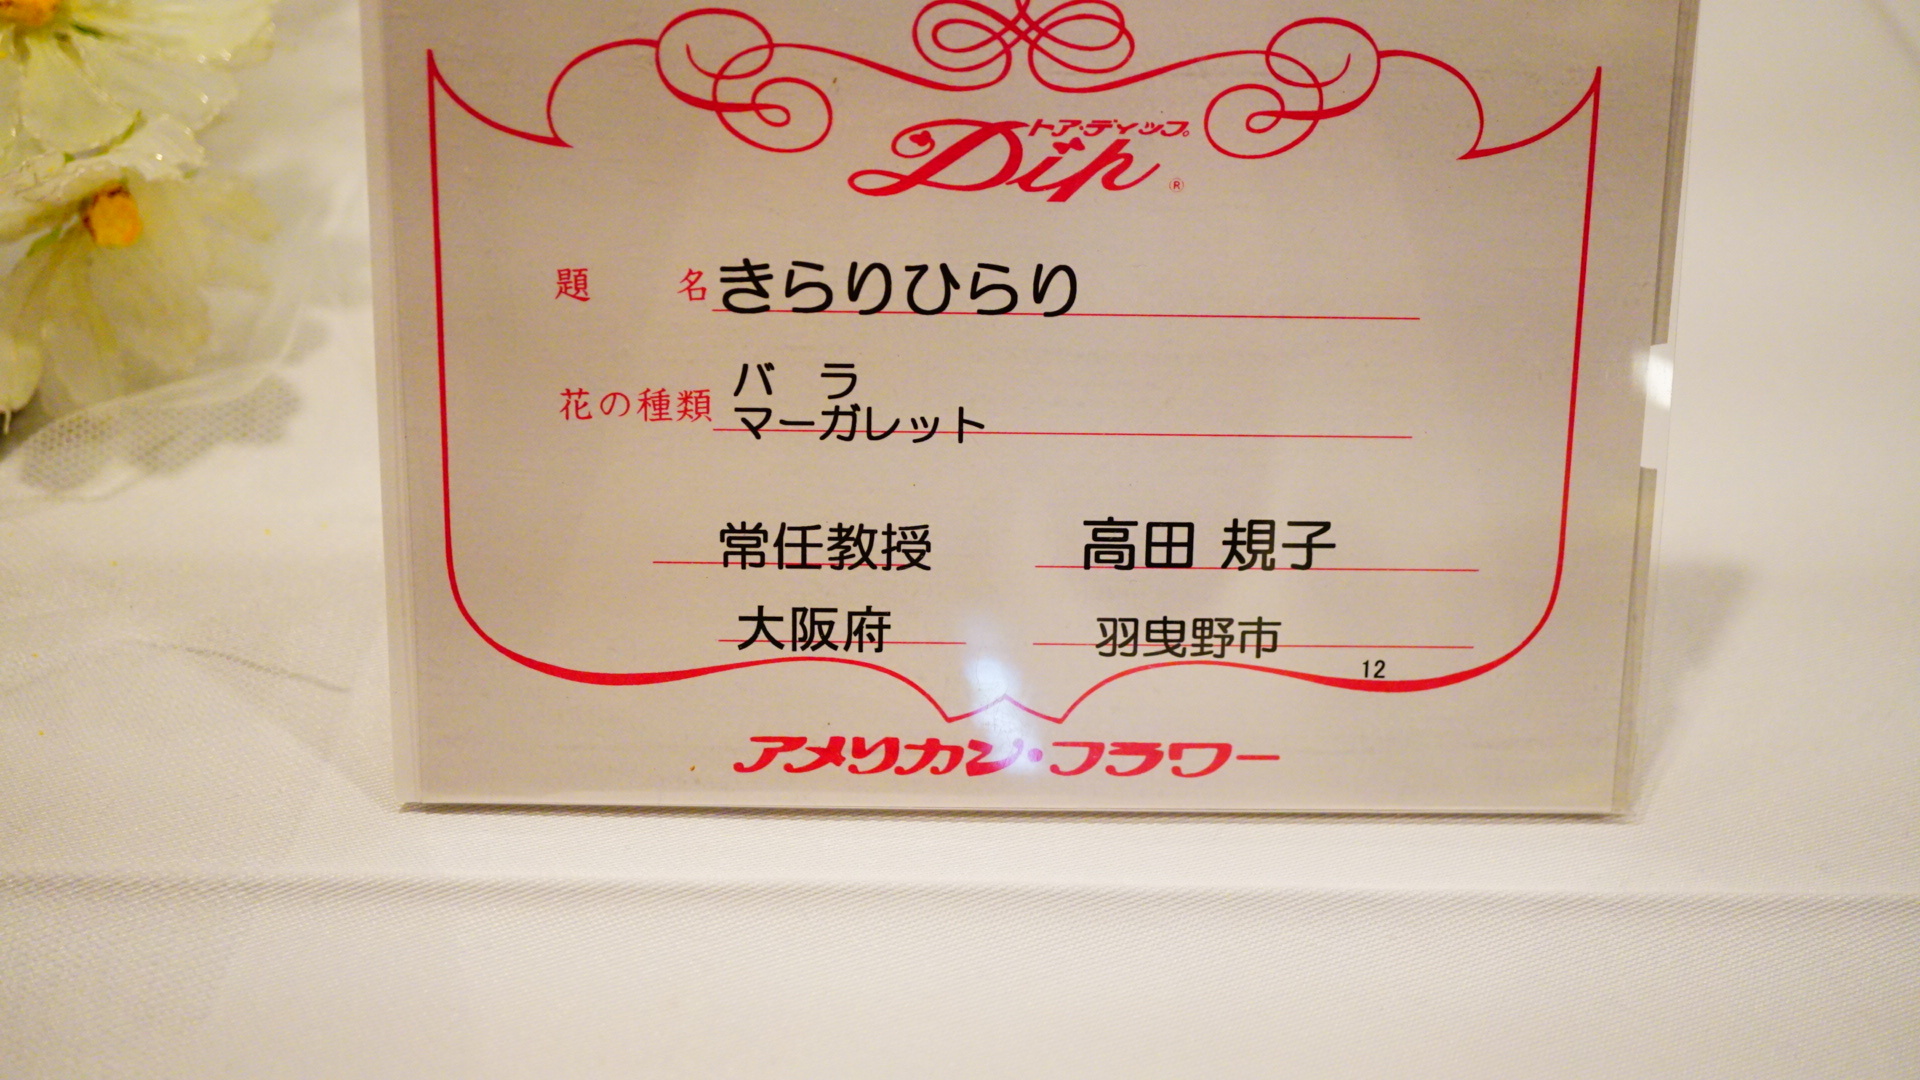 トア・ディップ®
Dip
題 名 きらりひらり
花の種類 バラ
マーガレット
常任教授 高田 規子
大阪府 羽曳野市
12
アメリカン・フラワー